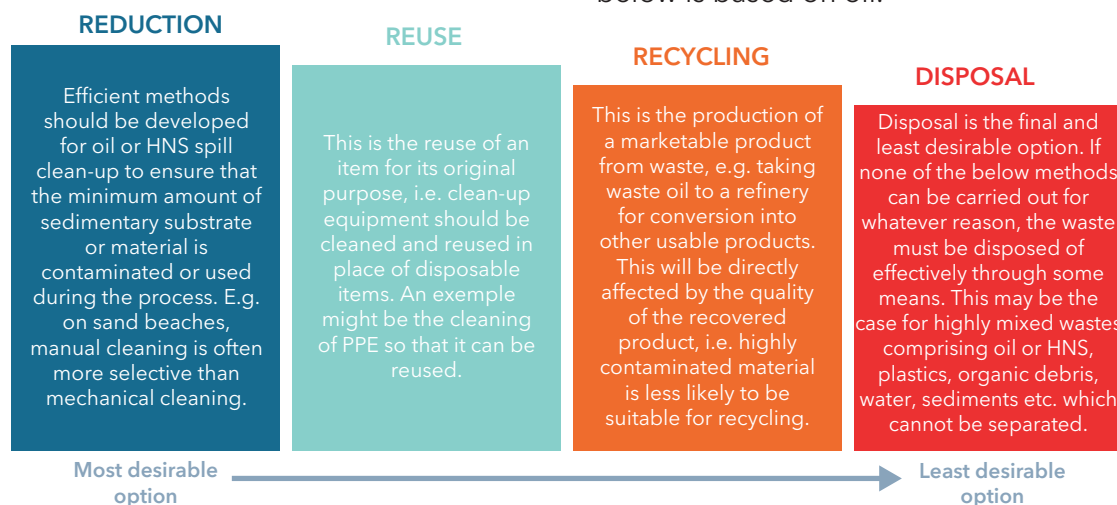 below is based on oil.
REDUCTION
Efficient methods
should be developed
for oil or HNS spill
clean-up to ensure that
the minimum amount of
sedimentary substrate
or material is
contaminated or used
during the process. E.g.
on sand beaches,
manual cleaning is often
more selective than
mechanical cleaning.
REUSE
This is the reuse of an
item for its original
purpose, i.e. clean-up
equipment should be
cleaned and reused in
place of disposable
items. An exemple
might be the cleaning
of PPE so that it can be
reused.
RECYCLING
This is the production of
a marketable product
from waste, e.g. taking
waste oil to a refinery
for conversion into
other usable products.
This will be directly
affected by the quality
of the recovered
product, i.e. highly
contaminated material
is less likely to be
suitable for recycling.
DISPOSAL
Disposal is the final and
least desirable option. If
none of the below methods
can be carried out for
whatever reason, the waste
must be disposed of
effectively through some
means. This may be the
case for highly mixed wastes
comprising oil or HNS,
plastics, organic debris,
water, sediments etc. which
cannot be separated.
Most desirable
option
Least desirable
option